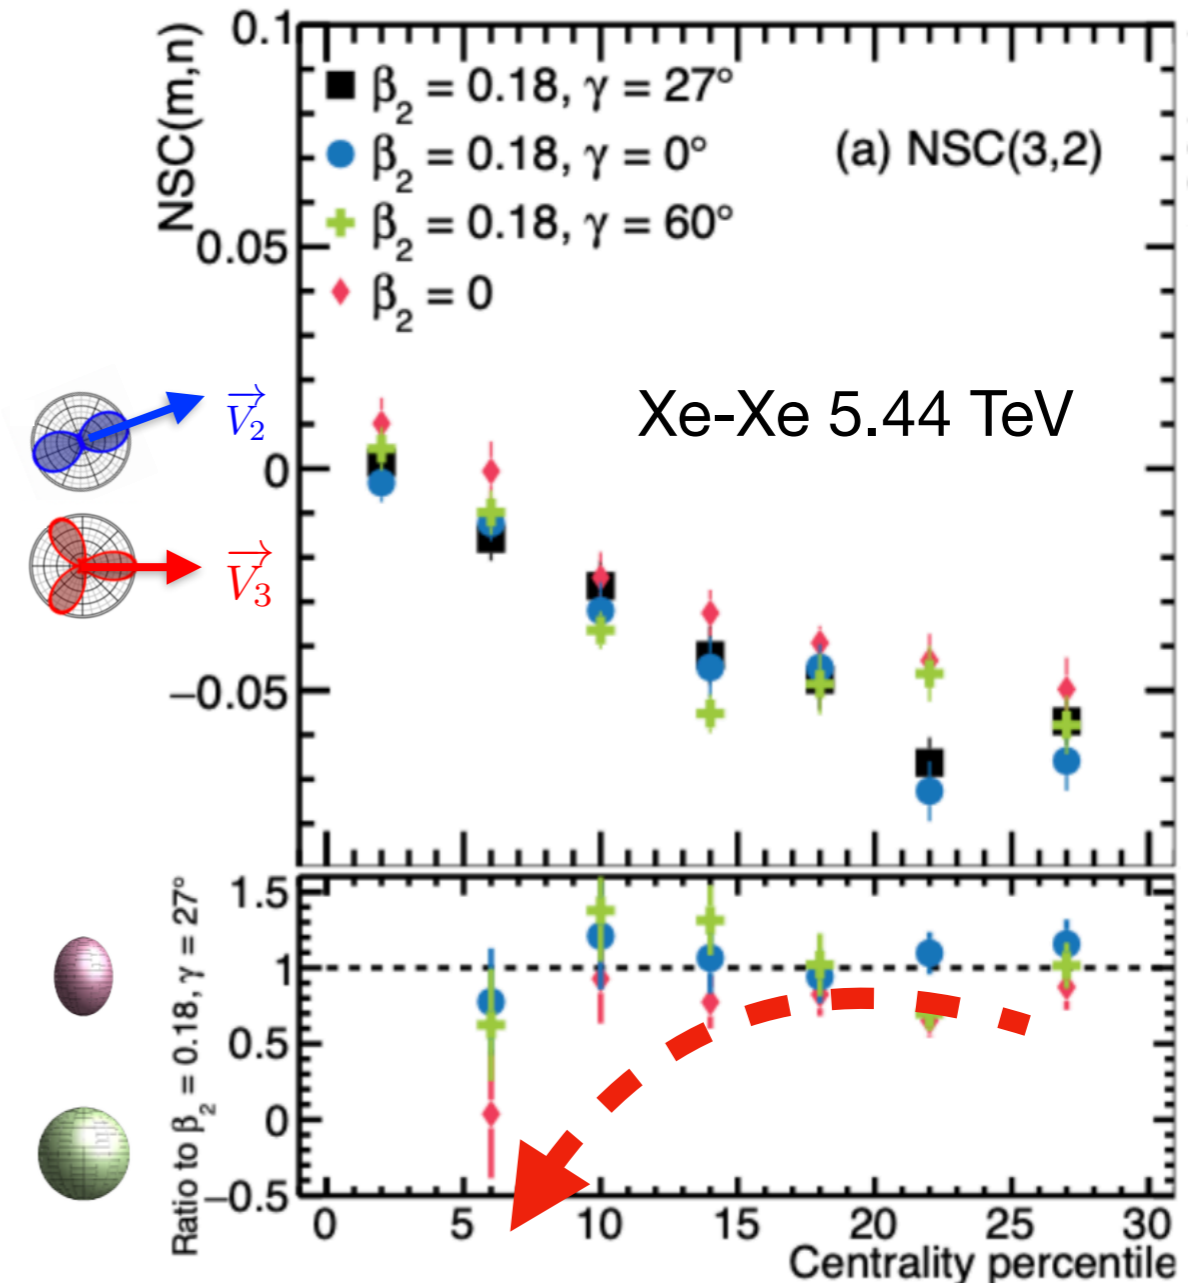 NSC(m,n)
0.1
0.05
0
−0.05
β₂ = 0.18, γ = 27°
β₂ = 0.18, γ = 0°
β₂ = 0.18, γ = 60°
β₂ = 0
(a) NSC(3,2)
Xe-Xe 5.44 TeV
V₂
V₃
Ratio to β₂ = 0.18, γ = 27°
1.5
1
0.5
0
−0.5
0 5 10 15 20 25 30
Centrality percentile